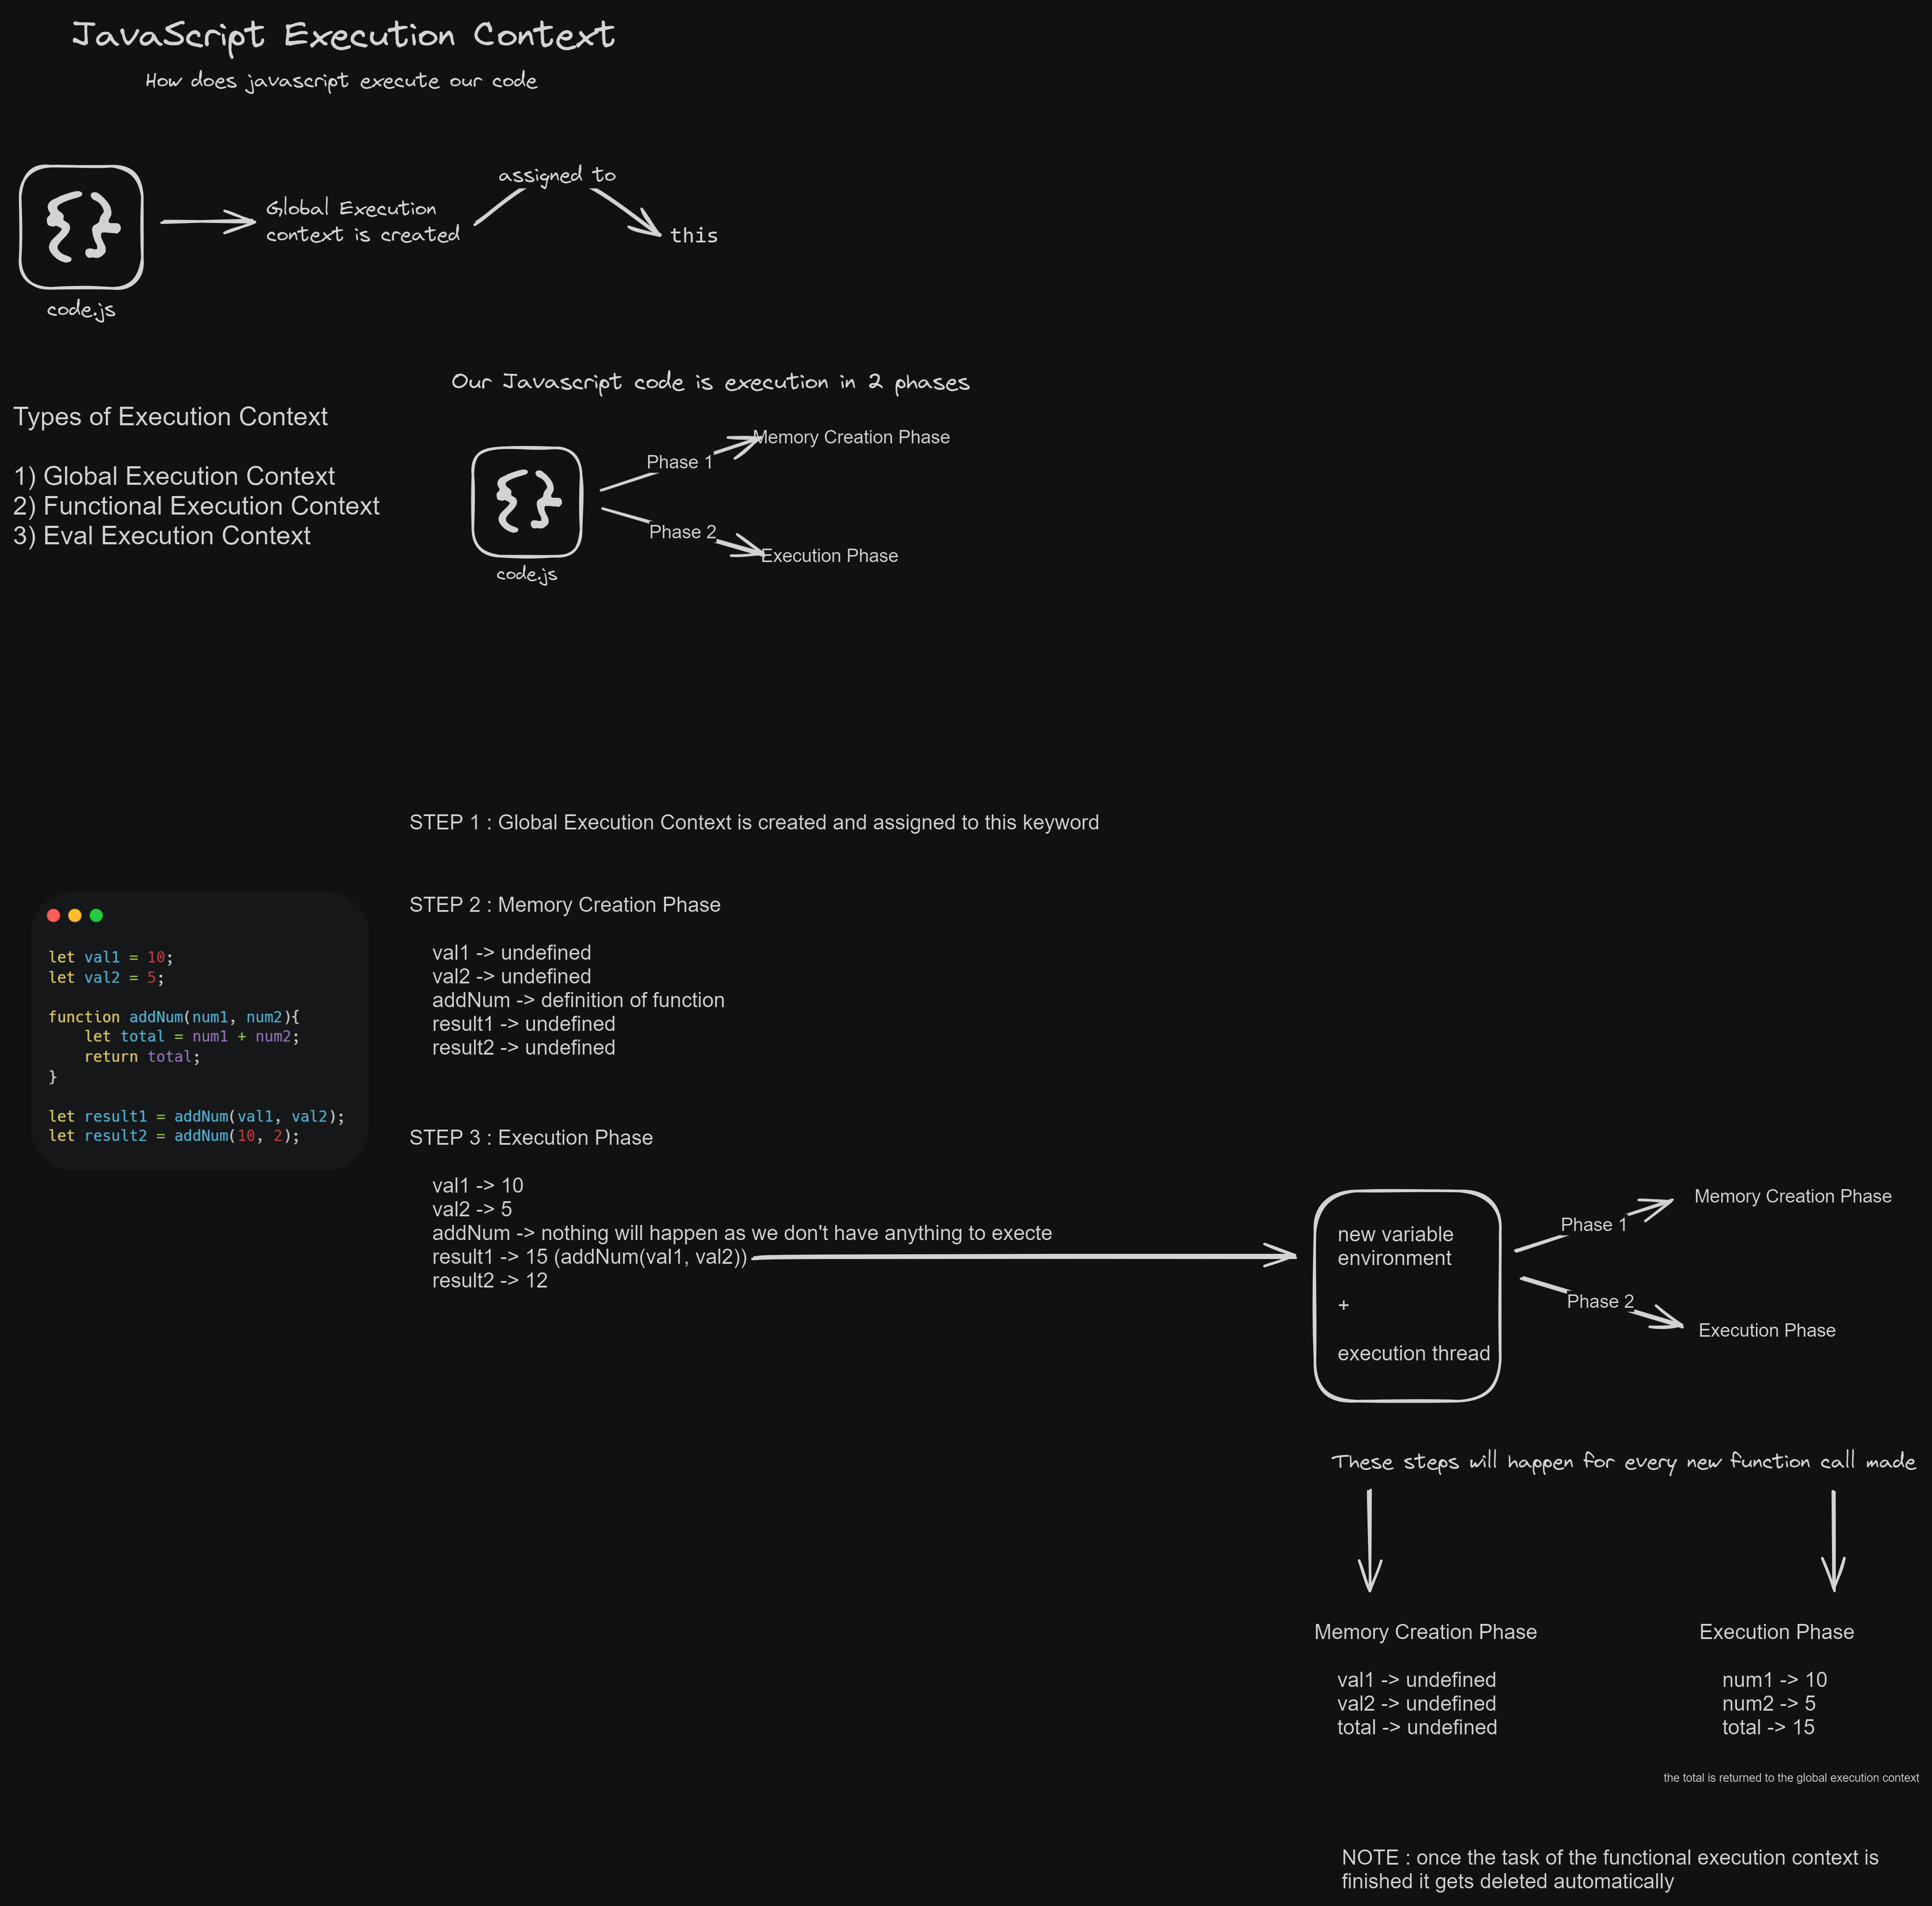 JavaScript Execution Context
How does javascript execute our code
assigned to
Global Execution
context is created
this
code.js
Our Javascript code is execution in 2 phases
Types of Execution Context
1) Global Execution Context
2) Functional Execution Context
3) Eval Execution Context
Memory Creation Phase
Phase 1
Phase 2
Execution Phase
code.js
STEP 1 : Global Execution Context is created and assigned to this keyword
let val1 = 10;
let val2 = 5;
function addNum(num1, num2){
let total = num1 + num2;
return total;
}
let result1 = addNum(val1, val2);
let result2 = addNum(10, 2);
STEP 2 : Memory Creation Phase
val1 -> undefined
val2 -> undefined
addNum -> definition of function
result1 -> undefined
result2 -> undefined
STEP 3 : Execution Phase
val1 -> 10
val2 -> 5
addNum -> nothing will happen as we don't have anything to execte
result1 -> 15 (addNum(val1, val2))
result2 -> 12
new variable
environment
+
execution thread
Memory Creation Phase
Phase 1
Phase 2
Execution Phase
These steps will happen for every new function call made
Memory Creation Phase
val1 -> undefined
val2 -> undefined
total -> undefined
Execution Phase
num1 -> 10
num2 -> 5
total -> 15
the total is returned to the global execution context
NOTE : once the task of the functional execution context is
finished it gets deleted automatically